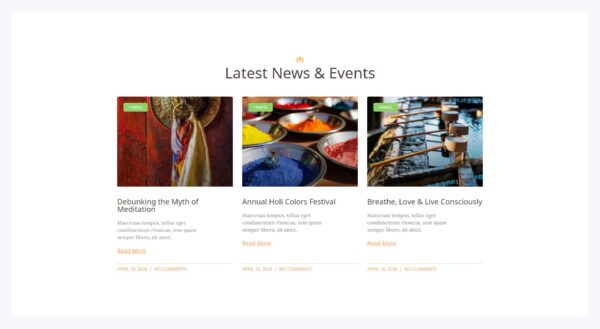 Latest News & Events
TRAVEL
Debunking the Myth of
Meditation
Maecenas tempus, tellus eget
condimentum rhoncus, sem quam
semper libero, sit amet.
Read More
APRIL 18, 2028 / NO COMMENTS
TRAVEL
Annual Holi Colors Festival
Maecenas tempus, tellus eget
condimentum rhoncus, sem quam
semper libero, sit amet.
Read More
APRIL 18, 2028 / NO COMMENTS
TRAVEL
Breathe, Love & Live Consciously
Maecenas tempus, tellus eget
condimentum rhoncus, sem quam
semper libero, sit amet.
Read More
APRIL 18, 2028 / NO COMMENTS